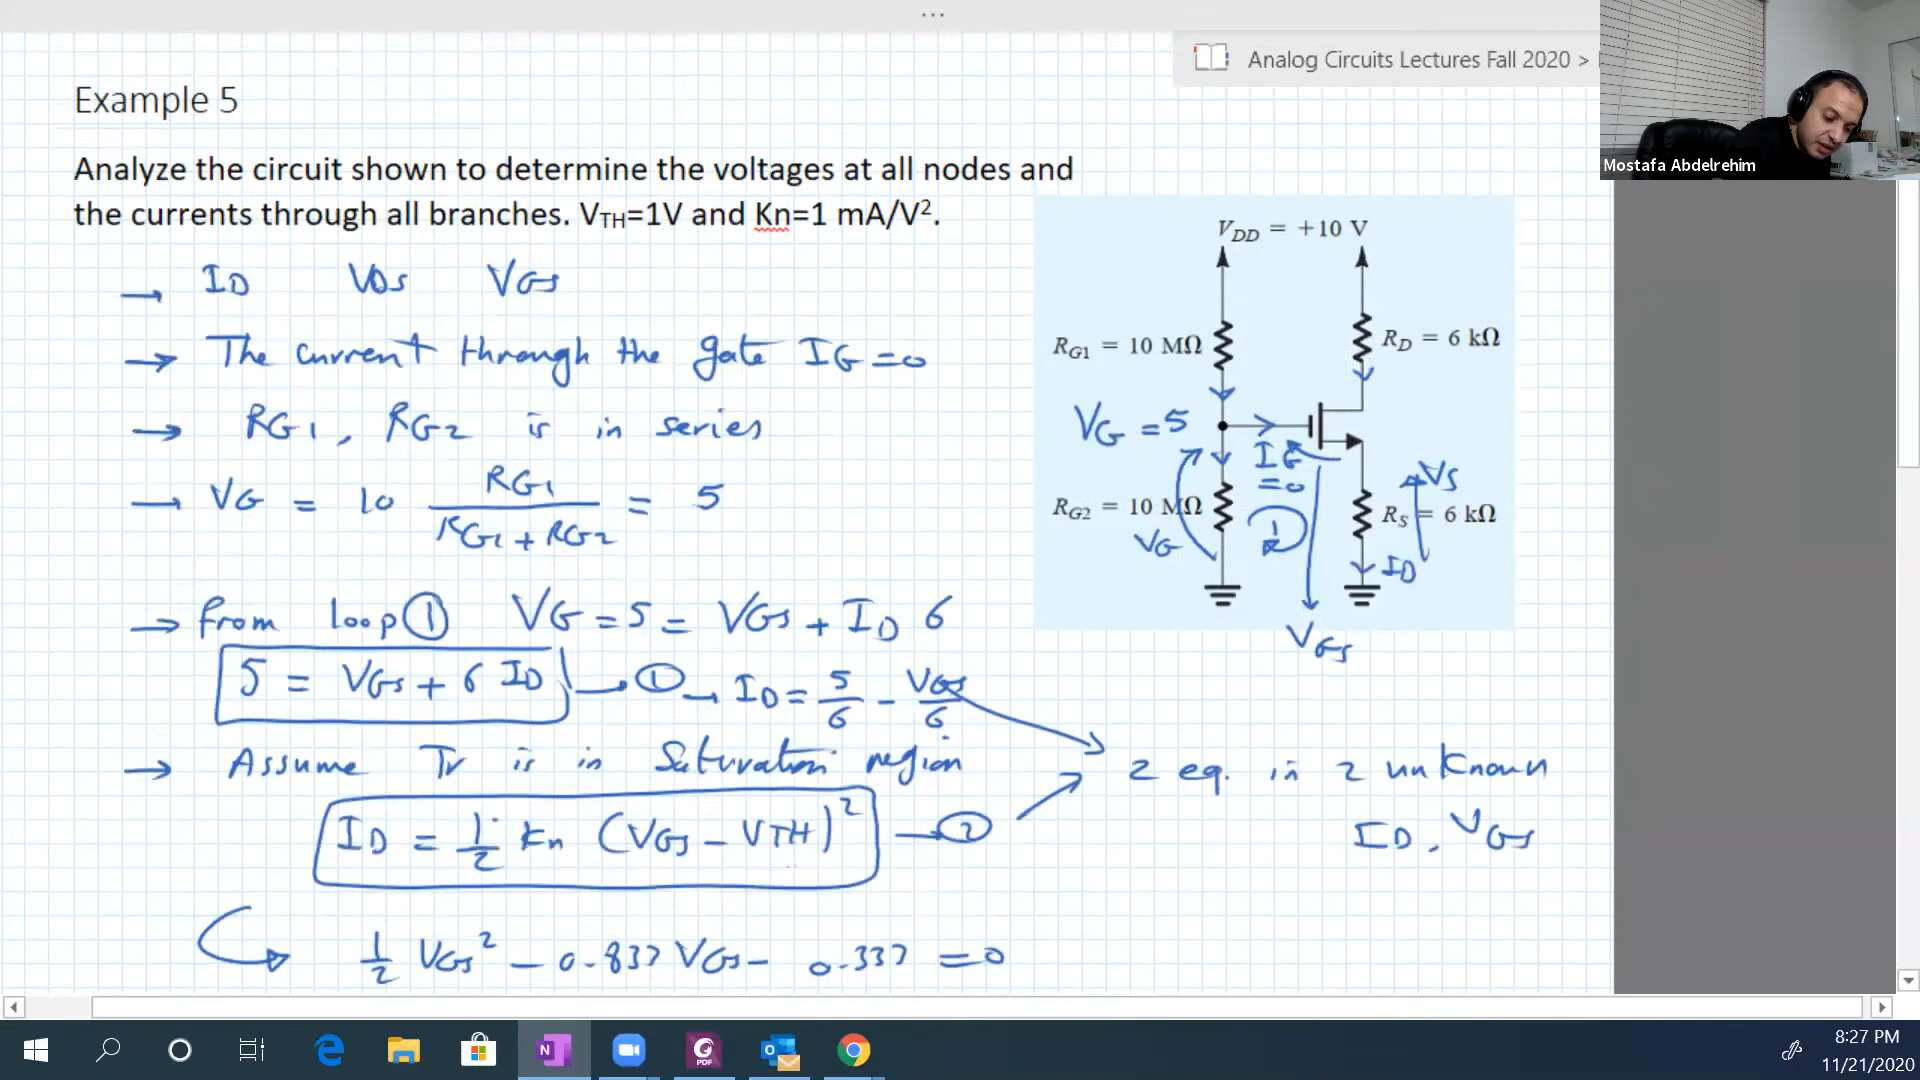 ...
Analog Circuits Lectures Fall 2020 >
Mostafa Abdelrehim
Example 5
Analyze the circuit shown to determine the voltages at all nodes and
the currents through all branches. VTH=1V and Kn=1 mA/V².
→ ID VDS VGS
→ The current through the gate IG = 0
→ RG1, RG2 is in series
→ VG = 10 RG1 / RG1 + RG2 = 5
→ from loop ① VG = 5 = VGS + ID 6
5 = VGS + 6 ID → ① → ID = 5/6 - VGS/6
→ Assume Tr is in Saturation region
ID = 1/2 kn (VGS - VTH)² → ②
2 eq. in 2 unknown
ID, VGS
1/2 VGS² - 0.837 VGS - 0.337 = 0
VDD = +10 V
RG1 = 10 MΩ
RD = 6 kΩ
VG = 5
IG = 0
VS
RG2 = 10 MΩ
RS = 6 kΩ
VG
1
ID
VGS
N
PDF
8:27 PM
11/21/2020